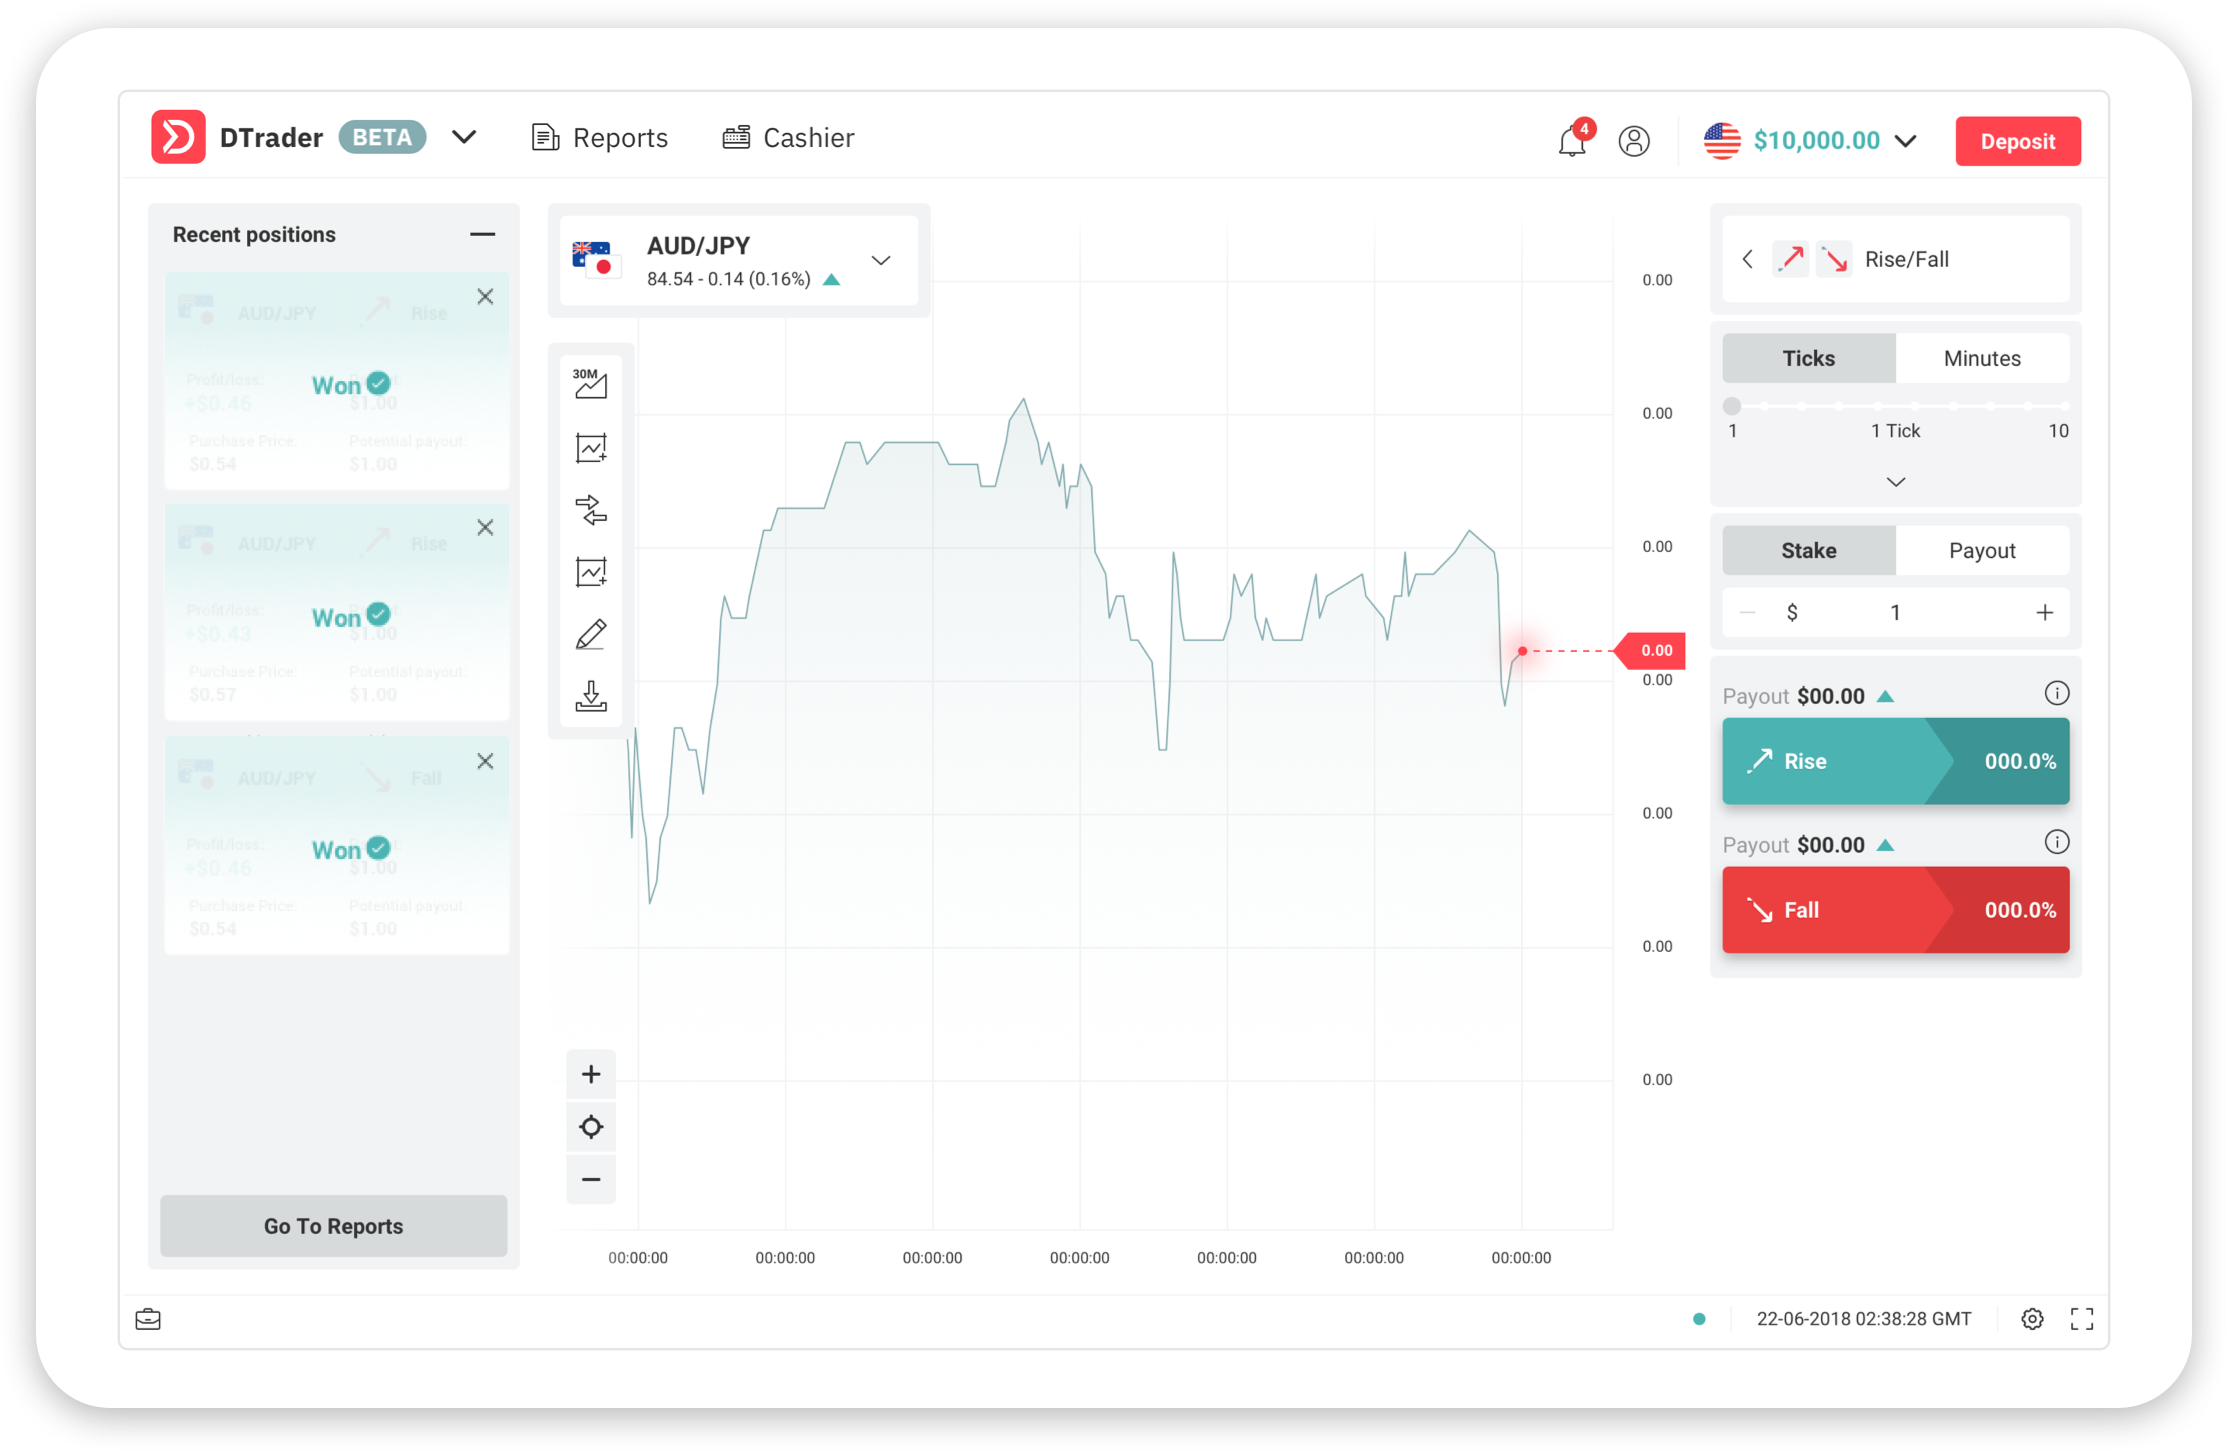 DTrader BETA
Reports
Cashier
4
$10,000.00
Deposit
Recent positions
AUD/JPY Rise
Profit/loss:
Won
+$0.46 $1.00
Purchase Price: Potential payout:
$0.54 $1.00
AUD/JPY Rise
Profit/loss:
Won
+$0.43 $1.00
Purchase Price: Potential payout:
$0.57 $1.00
AUD/JPY Fall
Profit/loss:
Won
+$0.46 $1.00
Purchase Price: Potential payout:
$0.54 $1.00
Go To Reports
AUD/JPY
84.54 - 0.14 (0.16%)
30M
0.00
0.00
0.00
0.00
0.00
0.00
0.00
0.00
00:00:00 00:00:00 00:00:00 00:00:00 00:00:00 00:00:00 00:00:00
Rise/Fall
Ticks Minutes
1 1 Tick 10
Stake Payout
− $ 1 +
Payout $00.00
Rise 000.0%
Payout $00.00
Fall 000.0%
22-06-2018 02:38:28 GMT